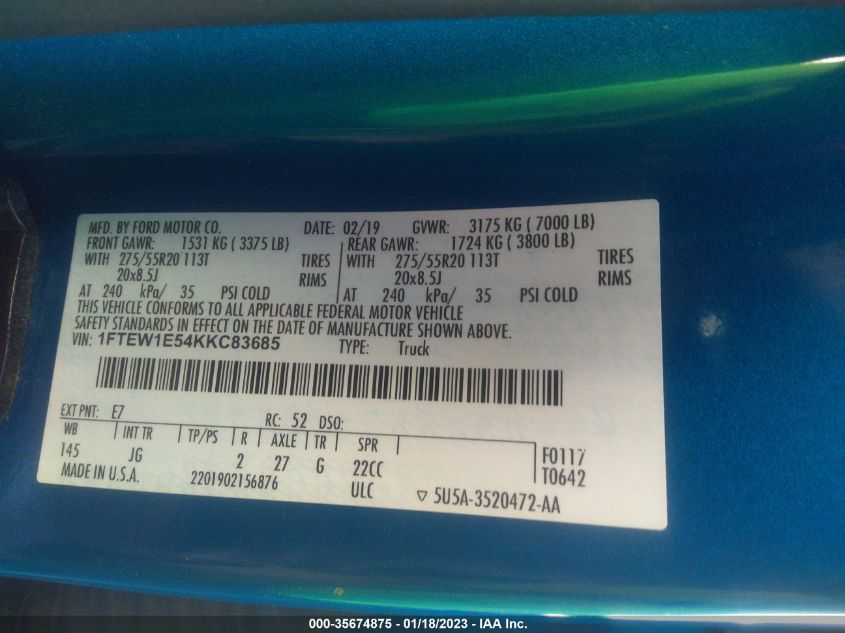 MFD. BY FORD MOTOR CO. DATE: 02/19 GVWR: 3175 KG ( 7000 LB)
FRONT GAWR: 1531 KG ( 3375 LB) REAR GAWR: 1724 KG ( 3800 LB)
WITH 275/55R20 113T TIRES WITH 275/55R20 113T TIRES
20x8.5J RIMS 20x8.5J RIMS
AT 240 kPa/ 35 PSI COLD AT 240 kPa/ 35 PSI COLD
THIS VEHICLE CONFORMS TO ALL APPLICABLE FEDERAL MOTOR VEHICLE
SAFETY STANDARDS IN EFFECT ON THE DATE OF MANUFACTURE SHOWN ABOVE.
VIN: 1FTEW1E54KKC83685 TYPE: Truck
EXT PNT: E7 RC: 52 DSO:
WB INT TR TP/PS R AXLE TR SPR
145 JG 2 27 G 22CC F0117
MADE IN U.S.A. 2201902156876 ULC T0642
▽ 5U5A-3520472-AA
000-35674875 - 01/18/2023 - IAA Inc.